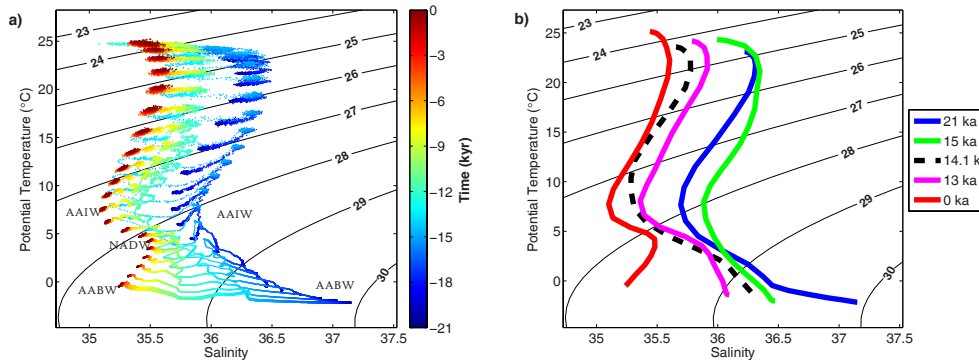 a)
23
24
25
26
27
28
29
30
25
20
15
10
5
0
Potential Temperature (°C)
AAIW
NADW
AABW
AAIW
AABW
35
35.5
36
36.5
37
37.5
Salinity
0
−3
−6
−9
−12
−15
−18
−21
Time (kyr)
b)
23
24
25
26
27
28
29
30
25
20
15
10
5
0
Potential Temperature (°C)
35
35.5
36
36.5
37
37.5
Salinity
21 ka
15 ka
14.1 k
13 ka
0 ka